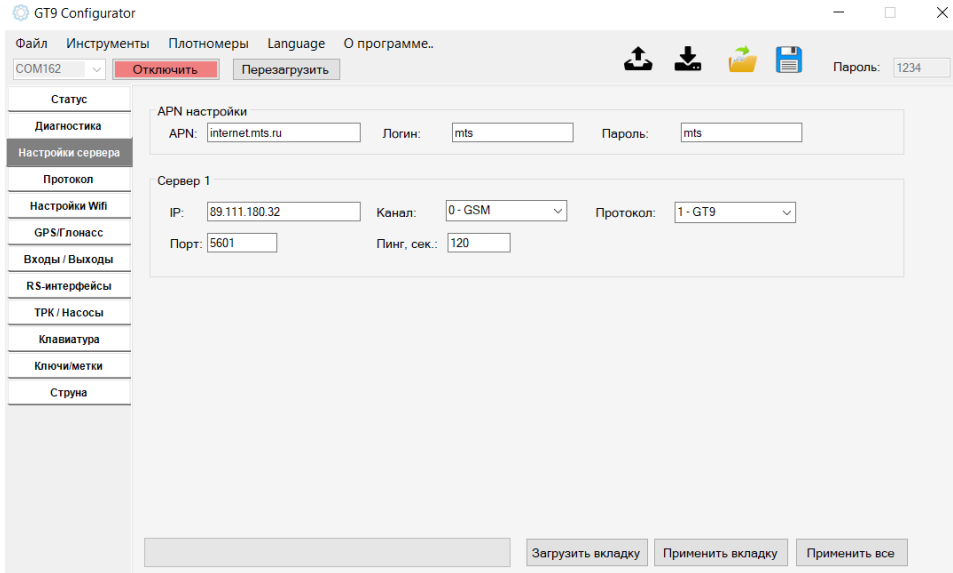 GT9 Configurator
Файл Инструменты Плотномеры Language О программе..
COM162 Отключить Перезагрузить Пароль: 1234
Статус
Диагностика
Настройки сервера
Протокол
Настройки Wifi
GPS/Глонасс
Входы / Выходы
RS-интерфейсы
ТРК / Насосы
Клавиатура
Ключи/метки
Струна
APN настройки
APN: internet.mts.ru Логин: mts Пароль: mts
Сервер 1
IP: 89.111.180.32 Канал: 0 - GSM Протокол: 1 - GT9
Порт: 5601 Пинг, сек.: 120
Загрузить вкладку Применить вкладку Применить все